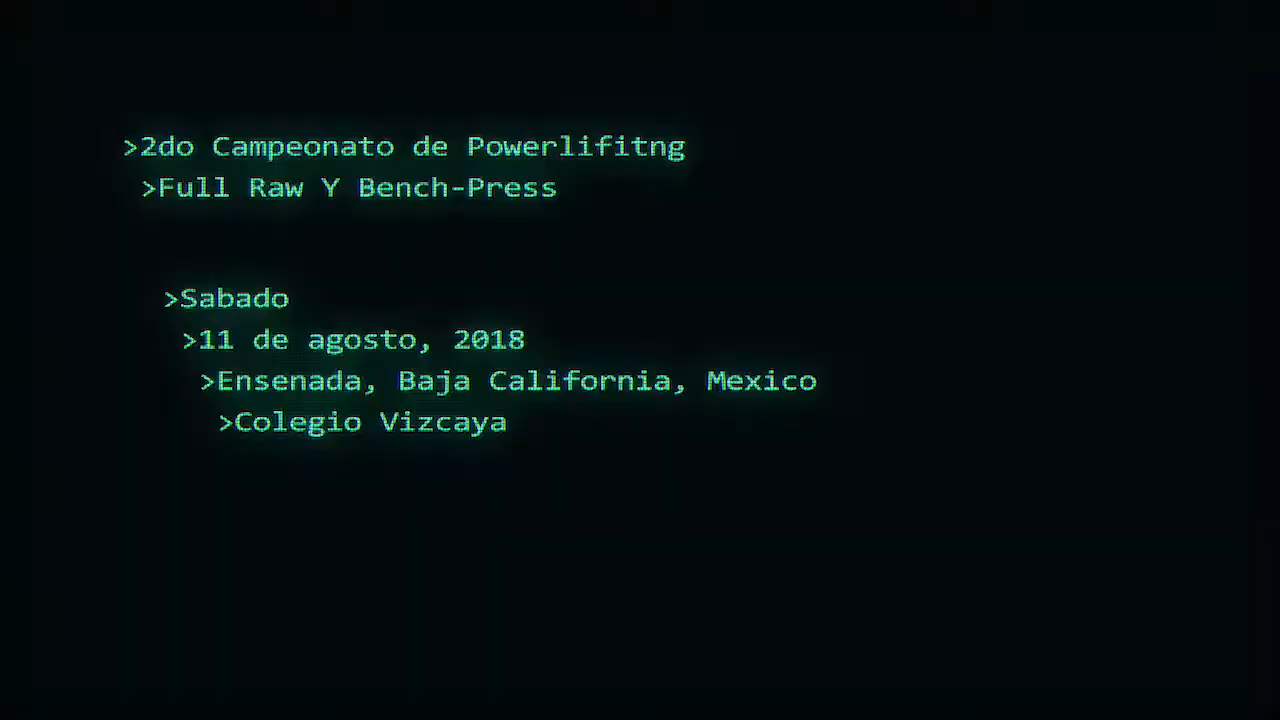 >2do Campeonato de Powerlifitng
>Full Raw Y Bench-Press
>Sabado
>11 de agosto, 2018
>Ensenada, Baja California, Mexico
>Colegio Vizcaya